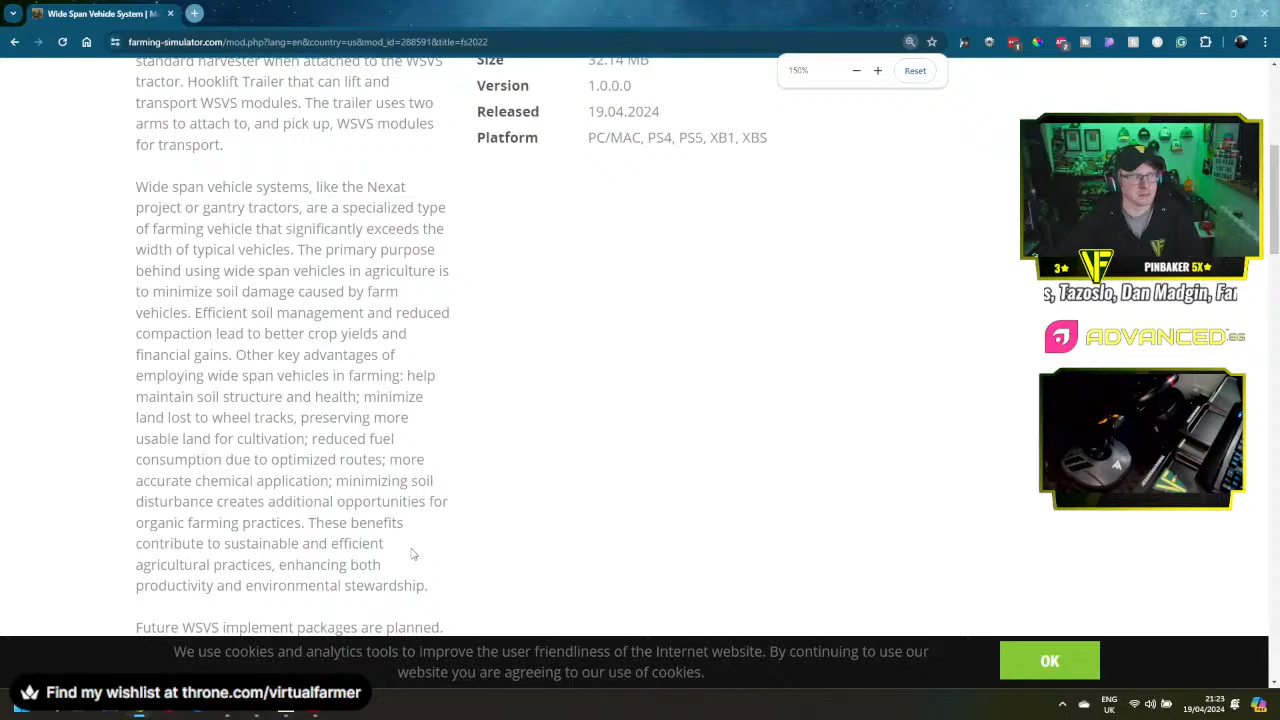 Wide Span Vehicle System |
farming-simulator.com/mod.php?lang=en&country=us&mod_id=288591&title=fs2022
150%
Reset
standard harvester when attached to the WSVS
tractor. Hooklift Trailer that can lift and
transport WSVS modules. The trailer uses two
arms to attach to, and pick up, WSVS modules
for transport.
Size 32.14 MB
Version 1.0.0.0
Released 19.04.2024
Platform PC/MAC, PS4, PS5, XB1, XBS
Wide span vehicle systems, like the Nexat
project or gantry tractors, are a specialized type
of farming vehicle that significantly exceeds the
width of typical vehicles. The primary purpose
behind using wide span vehicles in agriculture is
to minimize soil damage caused by farm
vehicles. Efficient soil management and reduced
compaction lead to better crop yields and
financial gains. Other key advantages of
employing wide span vehicles in farming: help
maintain soil structure and health; minimize
land lost to wheel tracks, preserving more
usable land for cultivation; reduced fuel
consumption due to optimized routes; more
accurate chemical application; minimizing soil
disturbance creates additional opportunities for
organic farming practices. These benefits
contribute to sustainable and efficient
agricultural practices, enhancing both
productivity and environmental stewardship.
Future WSVS implement packages are planned.
3 VF PINBAKER 5X
s, Tazoslo, Dan Madgin, Far
ADVANCED.GG
We use cookies and analytics tools to improve the user friendliness of the Internet website. By continuing to use our
website you are agreeing to our use of cookies.
OK
Find my wishlist at throne.com/virtualfarmer
ENG
UK
21:23
19/04/2024